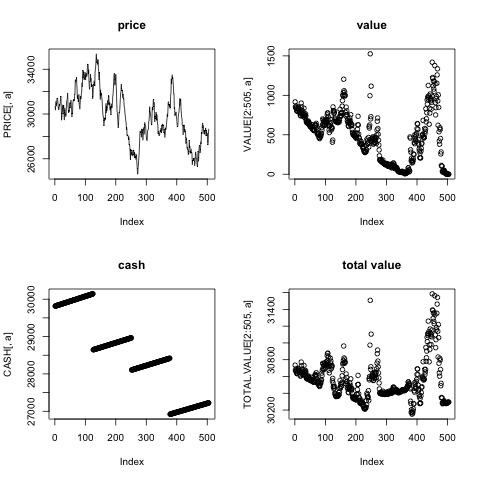 price
PRICE[, a]
34000
30000
26000
0 100 200 300 400 500
Index
value
VALUE[2:505, a]
1500
1000
500
0
0 100 200 300 400 500
Index
cash
CASH[, a]
30000
29000
28000
27000
0 100 200 300 400 500
Index
total value
TOTAL.VALUE[2:505, a]
31400
30800
30200
0 100 200 300 400 500
Index